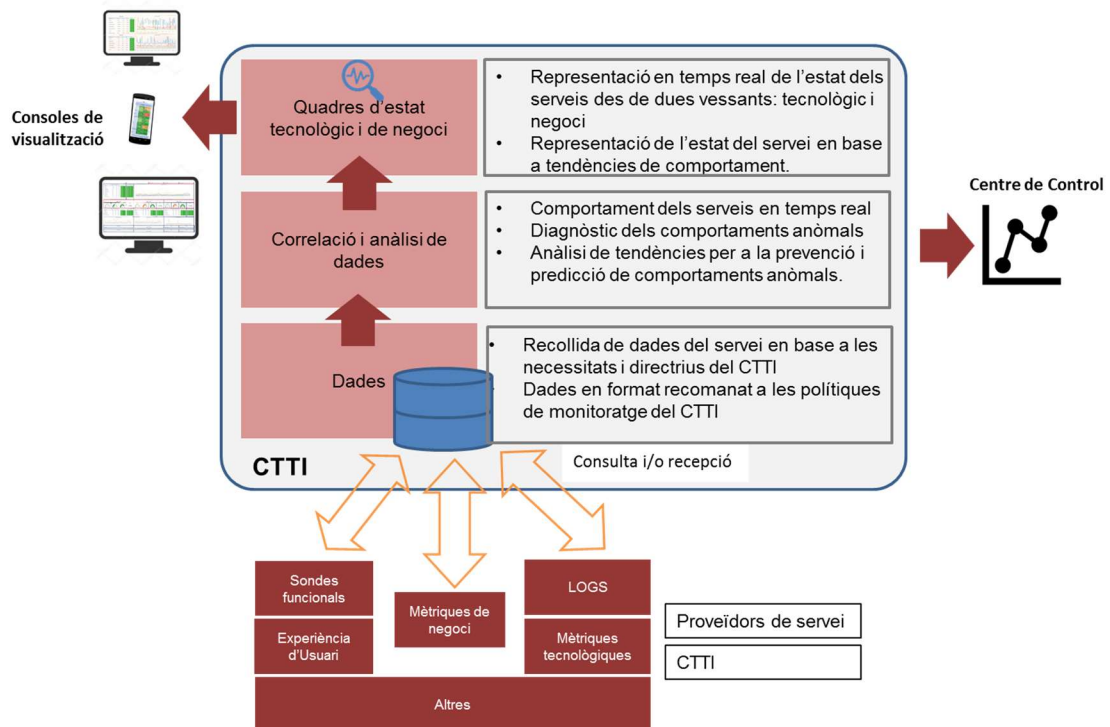 Consoles de
visualització
Quadres d'estat
tecnològic i de negoci
• Representació en temps real de l'estat dels
serveis des de dues vessants: tecnològic i
negoci
• Representació de l'estat del servei en base
a tendències de comportament.
Correlació i anàlisi de
dades
• Comportament dels serveis en temps real
• Diagnòstic dels comportaments anòmals
• Anàlisi de tendències per a la prevenció i
predicció de comportaments anòmals.
Centre de Control
Dades
• Recollida de dades del servei en base a les
necessitats i directrius del CTTI
Dades en format recomanat a les polítiques
de monitoratge del CTTI
CTTI
Consulta i/o recepció
Sondes
funcionals
Experiència
d'Usuari
Mètriques de
negoci
LOGS
Mètriques
tecnològiques
Altres
Proveïdors de servei
CTTI